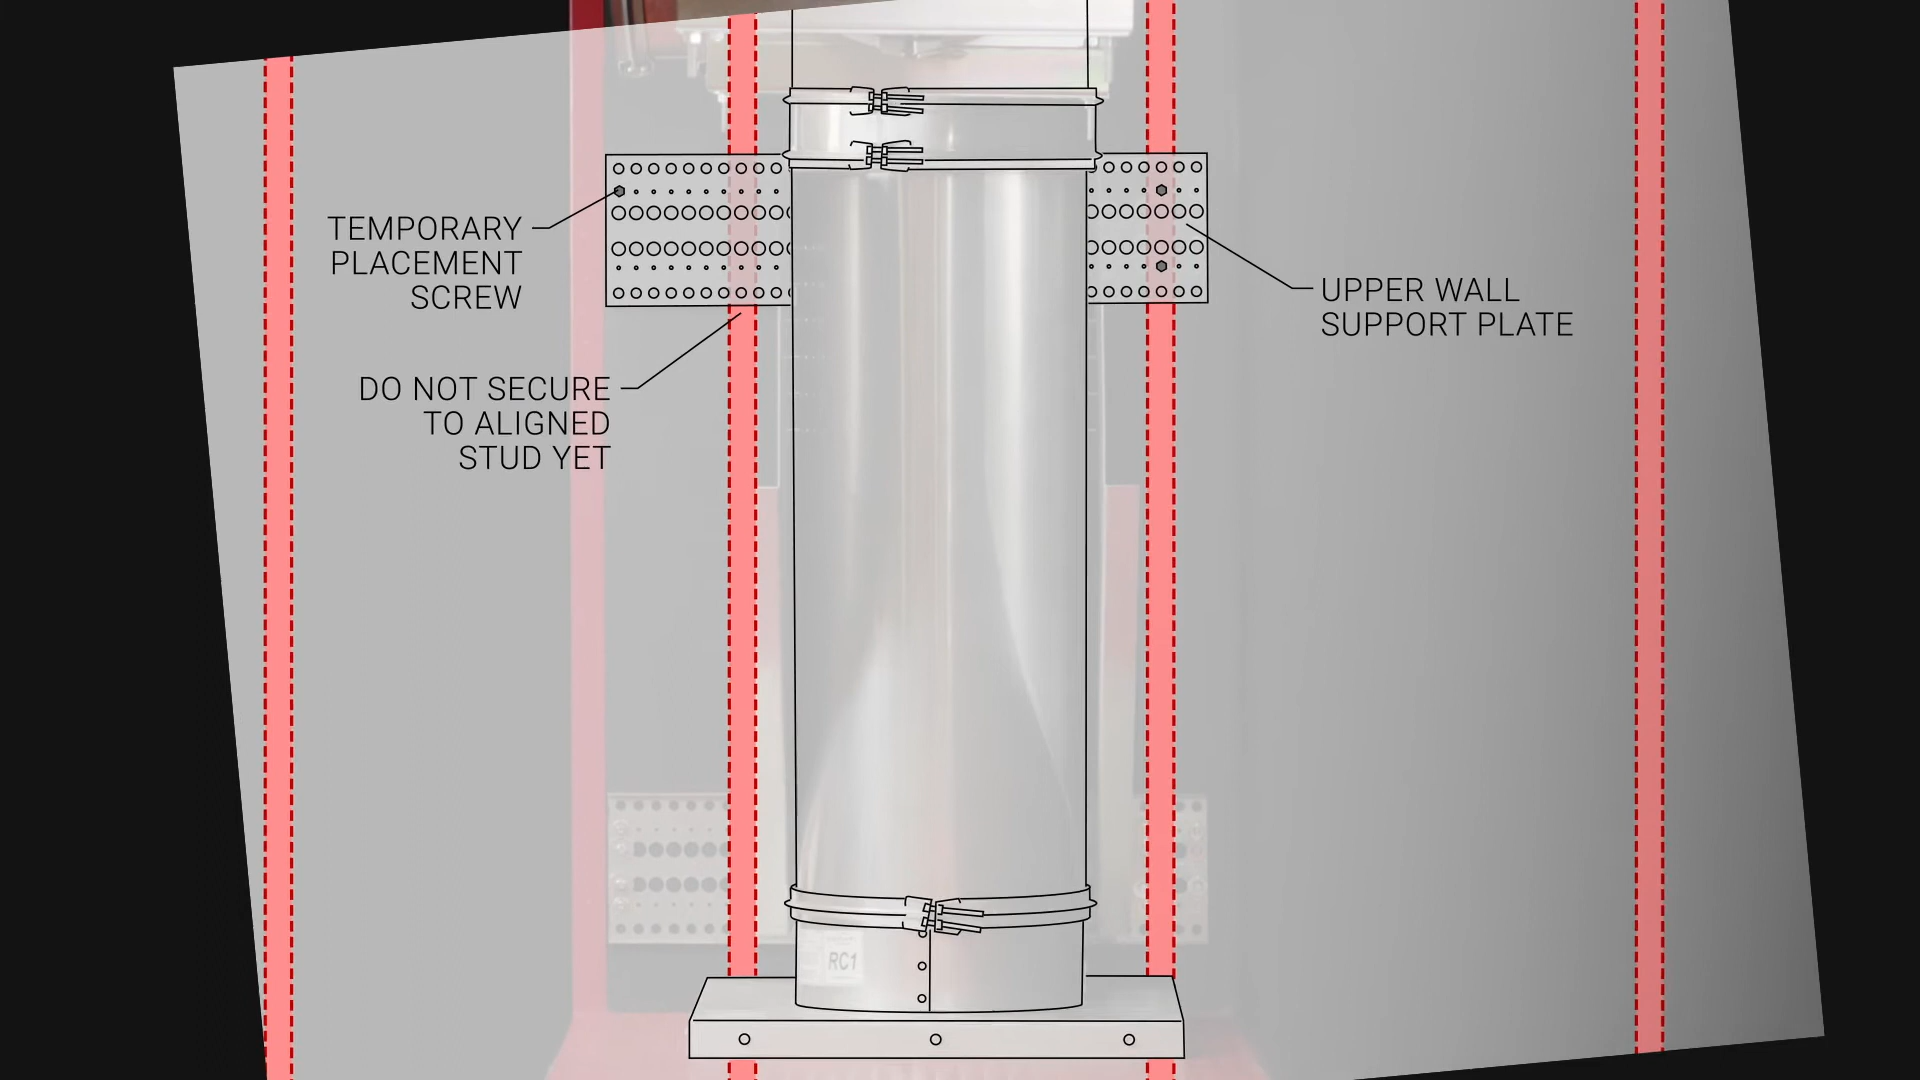 TEMPORARY
PLACEMENT
SCREW
DO NOT SECURE
TO ALIGNED
STUD YET
UPPER WALL
SUPPORT PLATE
RC1